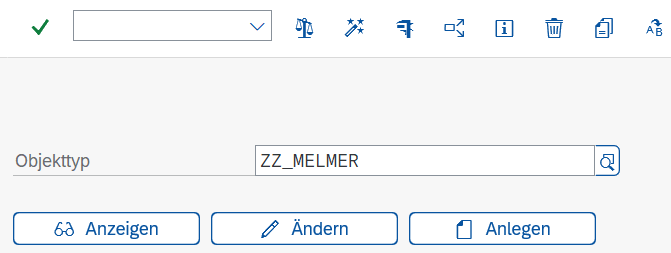 Objekttyp ZZ_MELMER
Anzeigen Ändern Anlegen